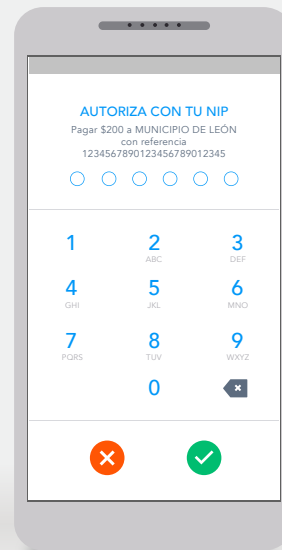 AUTORIZA CON TU NIP
Pagar $200 a MUNICIPIO DE LEÓN
con referencia
1234567890123456789012345
1 2 3
ABC DEF
4 5 6
GHI JKL MNO
7 8 9
PQRS TUV WXYZ
0